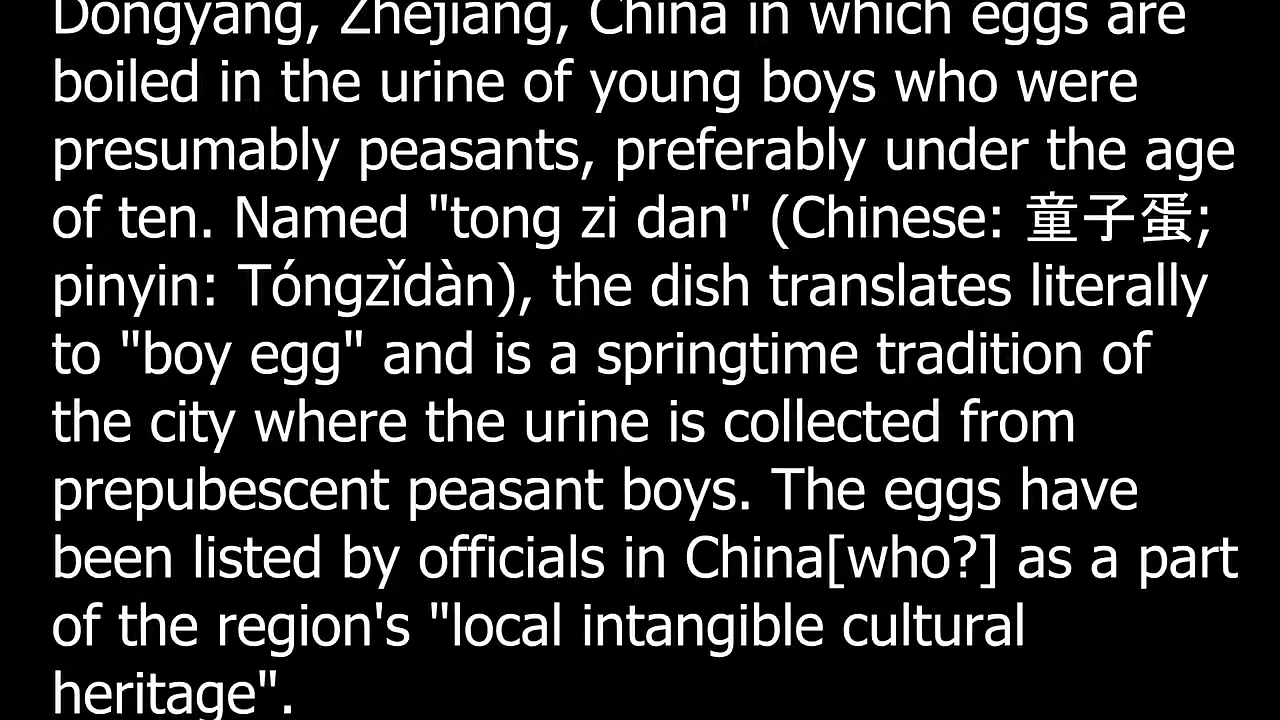 Dongyang, Zhejiang, China in which eggs are
boiled in the urine of young boys who were
presumably peasants, preferably under the age
of ten. Named "tong zi dan" (Chinese: 童子蛋;
pinyin: Tóngzǐdàn), the dish translates literally
to "boy egg" and is a springtime tradition of
the city where the urine is collected from
prepubescent peasant boys. The eggs have
been listed by officials in China[who?] as a part
of the region's "local intangible cultural
heritage".